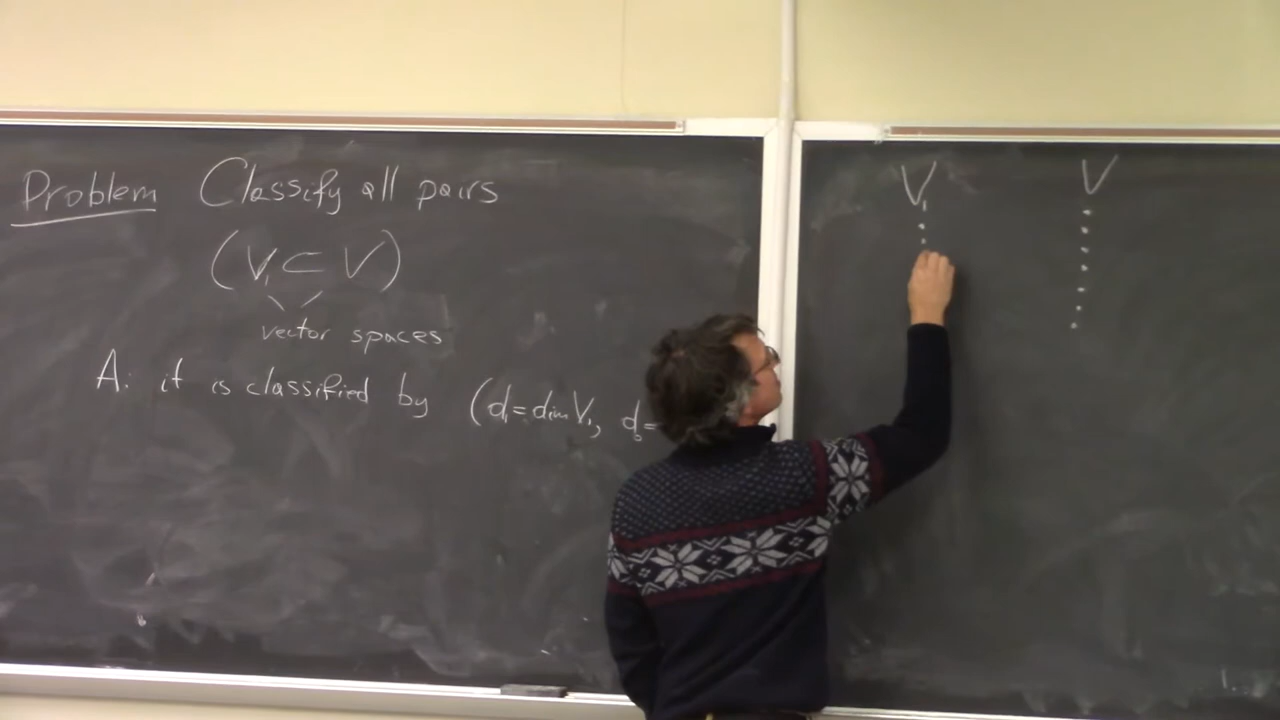 Problem Classify all pairs
(V₁ ⊂ V)
vector spaces
A: it is classified by (d₁=dim V₁, d₀=
V₁ V